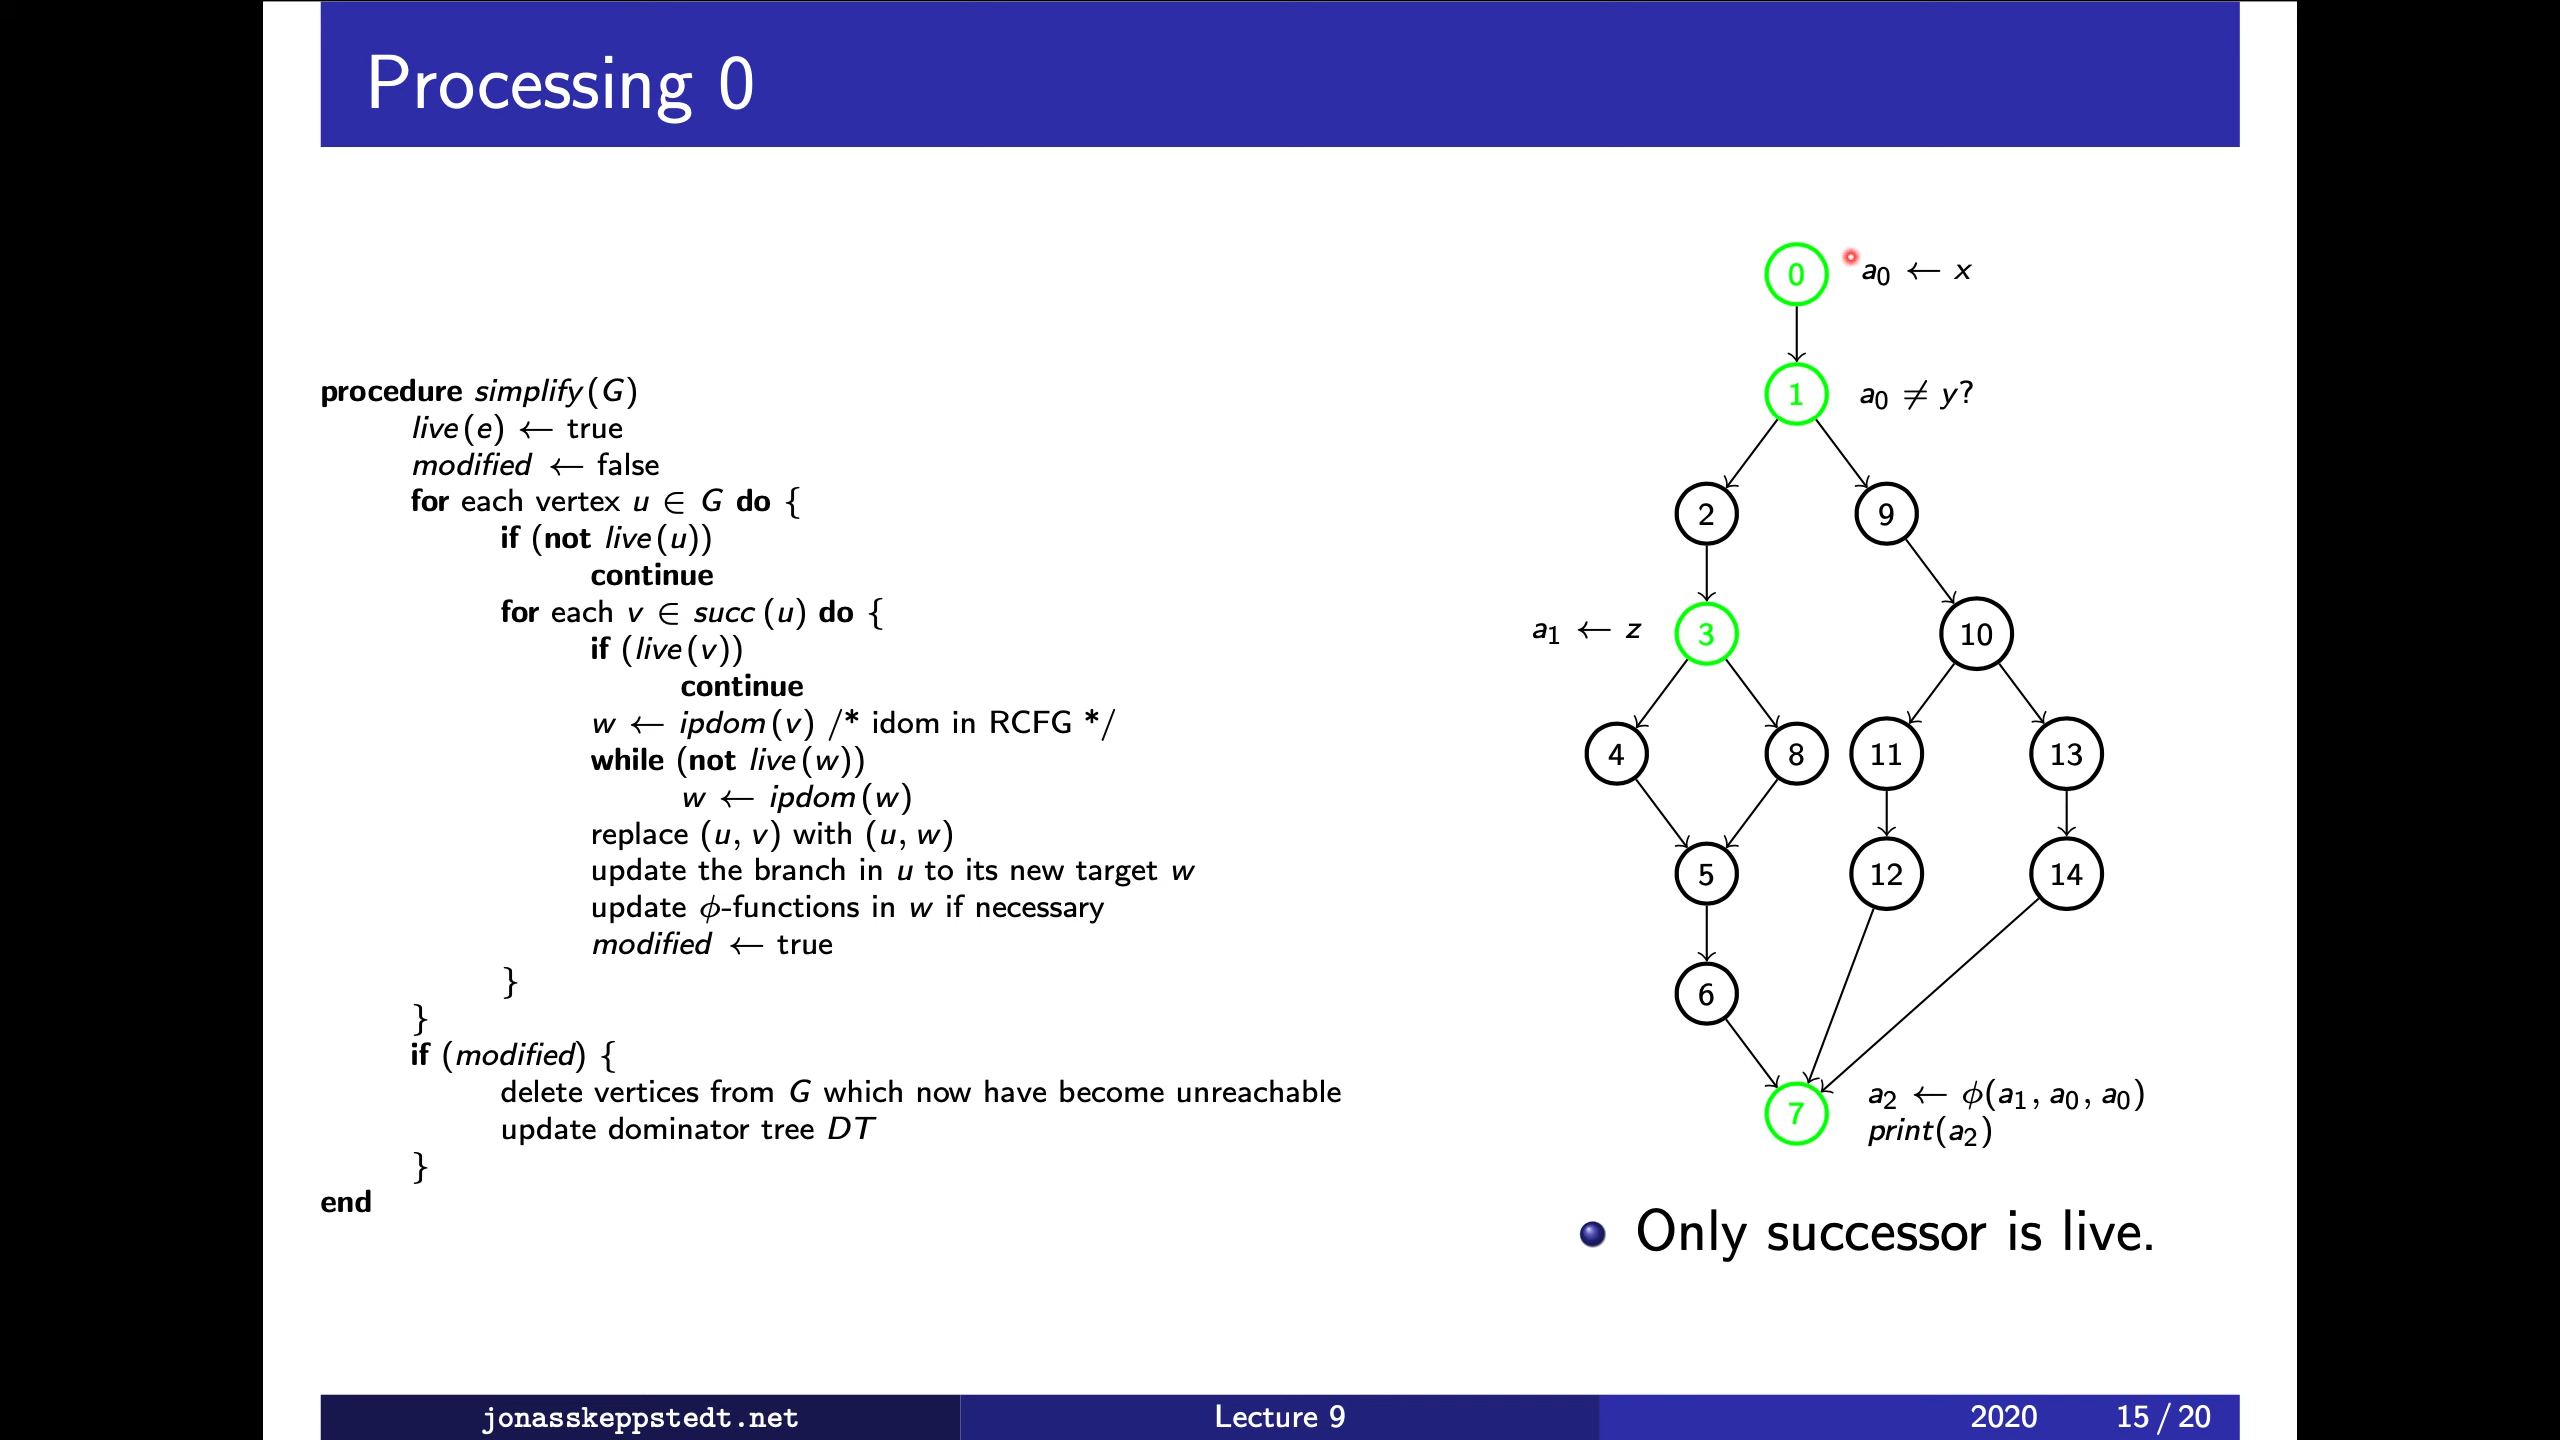 Processing 0
procedure simplify(G)
live(e) ← true
modified ← false
for each vertex u ∈ G do {
if (not live(u))
continue
for each v ∈ succ (u) do {
if (live(v))
continue
w ← ipdom(v) /* idom in RCFG */
while (not live(w))
w ← ipdom(w)
replace (u, v) with (u, w)
update the branch in u to its new target w
update ϕ-functions in w if necessary
modified ← true
}
}
if (modified) {
delete vertices from G which now have become unreachable
update dominator tree DT
}
end
0 a₀ ← x
1 a₀ ≠ y?
2 9
a₁ ← z 3 10
4 8 11 13
5 12 14
6
7 a₂ ← ϕ(a₁, a₀, a₀)
print(a₂)
Only successor is live.
jonasskeppstedt.net Lecture 9 2020 15 / 20